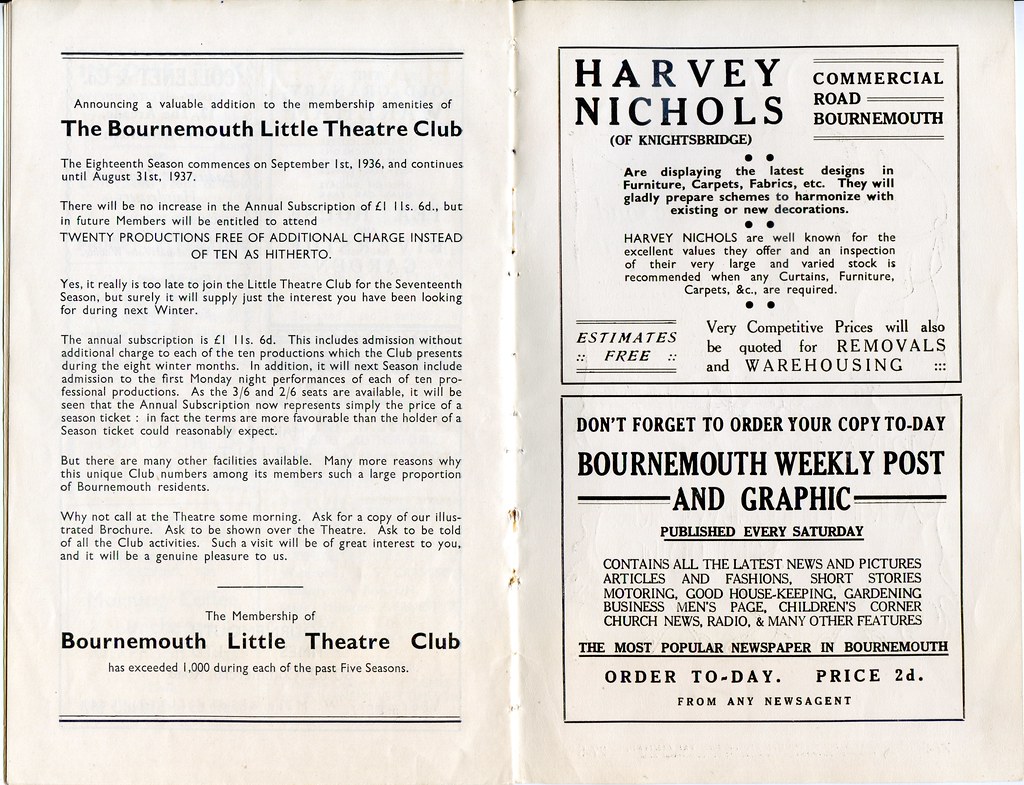 Announcing a valuable addition to the membership amenities of
The Bournemouth Little Theatre Club
The Eighteenth Season commences on September 1st, 1936, and continues
until August 31st, 1937.
There will be no increase in the Annual Subscription of £1 11s. 6d., but
in future Members will be entitled to attend
TWENTY PRODUCTIONS FREE OF ADDITIONAL CHARGE INSTEAD
OF TEN AS HITHERTO.
Yes, it really is too late to join the Little Theatre Club for the Seventeenth
Season, but surely it will supply just the interest you have been looking
for during next Winter.
The annual subscription is £1 11s. 6d. This includes admission without
additional charge to each of the ten productions which the Club presents
during the eight winter months. In addition, it will next Season include
admission to the first Monday night performances of each of ten pro-
fessional productions. As the 3/6 and 2/6 seats are available, it will be
seen that the Annual Subscription now represents simply the price of a
season ticket : in fact the terms are more favourable than the holder of a
Season ticket could reasonably expect.
But there are many other facilities available. Many more reasons why
this unique Club numbers among its members such a large proportion
of Bournemouth residents.
Why not call at the Theatre some morning. Ask for a copy of our illus-
trated Brochure. Ask to be shown over the Theatre. Ask to be told
of all the Club activities. Such a visit will be of great interest to you,
and it will be a genuine pleasure to us.
The Membership of
Bournemouth Little Theatre Club
has exceeded 1,000 during each of the past Five Seasons.
HARVEY
NICHOLS
(OF KNIGHTSBRIDGE)
COMMERCIAL
ROAD
BOURNEMOUTH
Are displaying the latest designs in
Furniture, Carpets, Fabrics, etc. They will
gladly prepare schemes to harmonize with
existing or new decorations.
HARVEY NICHOLS are well known for the
excellent values they offer and an inspection
of their very large and varied stock is
recommended when any Curtains, Furniture,
Carpets, &c., are required.
ESTIMATES
:: FREE ::
Very Competitive Prices will also
be quoted for REMOVALS
and WAREHOUSING :::
DON'T FORGET TO ORDER YOUR COPY TO-DAY
BOURNEMOUTH WEEKLY POST
AND GRAPHIC
PUBLISHED EVERY SATURDAY
CONTAINS ALL THE LATEST NEWS AND PICTURES
ARTICLES AND FASHIONS, SHORT STORIES
MOTORING, GOOD HOUSE-KEEPING, GARDENING
BUSINESS MEN'S PAGE, CHILDREN'S CORNER
CHURCH NEWS, RADIO, & MANY OTHER FEATURES
THE MOST POPULAR NEWSPAPER IN BOURNEMOUTH
ORDER TO-DAY. PRICE 2d.
FROM ANY NEWSAGENT